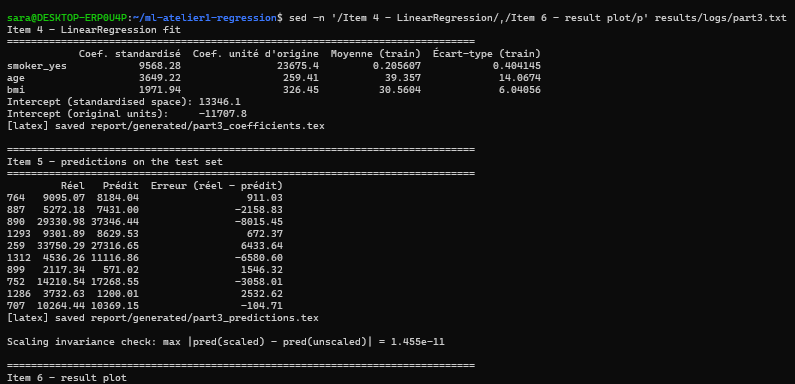 sara@DESKTOP-ERP0U4P:~/ml-atelier1-regression$ sed -n '/Item 4 - LinearRegression/,/Item 6 - result plot/p' results/logs/part3.txt
Item 4 - LinearRegression fit
==============================================================================
            Coef. standardisé  Coef. unité d'origine  Moyenne (train)  Écart-type (train)
smoker_yes            9568.28                23675.4         0.205607            0.404145
age                   3649.22                 259.41           39.357             14.0674
bmi                   1971.94                 326.45          30.5604             6.04056
Intercept (standardised space): 13346.1
Intercept (original units):     -11707.8
[latex] saved report/generated/part3_coefficients.tex
==============================================================================
Item 5 - predictions on the test set
==============================================================================
         Réel   Prédit  Erreur (réel - prédit)
764   9095.07  8184.04                  911.03
887   5272.18  7431.00                -2158.83
890  29330.98 37346.44                -8015.45
1293  9301.89  8629.53                  672.37
259  33750.29 27316.65                 6433.64
1312  4536.26 11116.86                -6580.60
899   2117.34   571.02                 1546.32
752  14210.54 17268.55                -3058.01
1286  3732.63  1200.01                 2532.62
707  10264.44 10369.15                 -104.71
[latex] saved report/generated/part3_predictions.tex
Scaling invariance check: max |pred(scaled) - pred(unscaled)| = 1.455e-11
==============================================================================
Item 6 - result plot